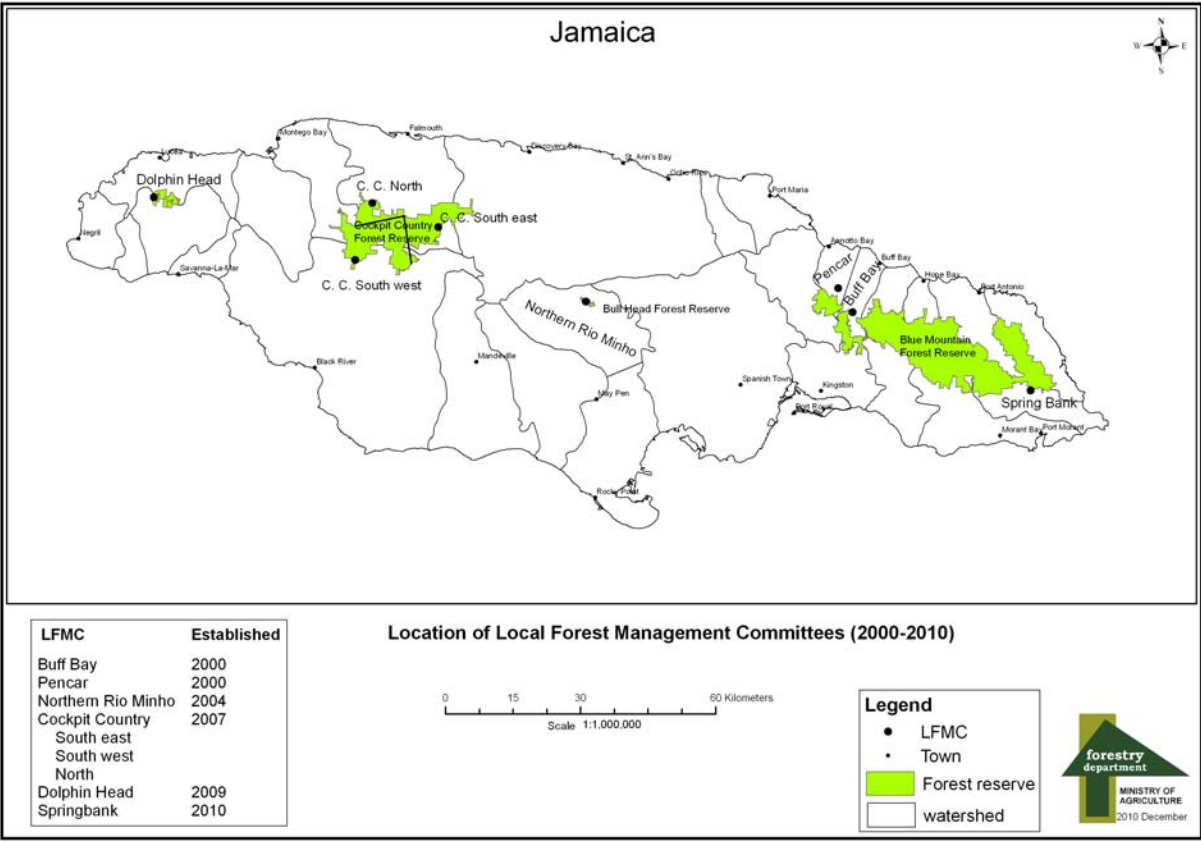 Jamaica
N
W E
S
Montego Bay
Falmouth
Lucea
Discovery Bay
St. Ann's Bay
Ocho Rios
Dolphin Head
C. C. North
Port Maria
C. C. South east
Cockpit Country
Forest Reserve
Negril
Annotto Bay
Pencar
Buff Bay
Buff Bay
Savanna-La-Mar
C. C. South west
Hope Bay
Port Antonio
Bull Head Forest Reserve
Northern Rio Minho
Blue Mountain
Forest Reserve
Mandeville
Black River
Spanish Town
Kingston
May Pen
Port Royal
Spring Bank
Morant Bay
Port Morant
Rocky Point
LFMC Established
Buff Bay 2000
Pencar 2000
Northern Rio Minho 2004
Cockpit Country 2007
South east
South west
North
Dolphin Head 2009
Springbank 2010
Location of Local Forest Management Committees (2000-2010)
0 15 30 60 Kilometers
Scale 1:1,000,000
Legend
LFMC
Town
Forest reserve
watershed
forestry
department
MINISTRY OF
AGRICULTURE
2010 December